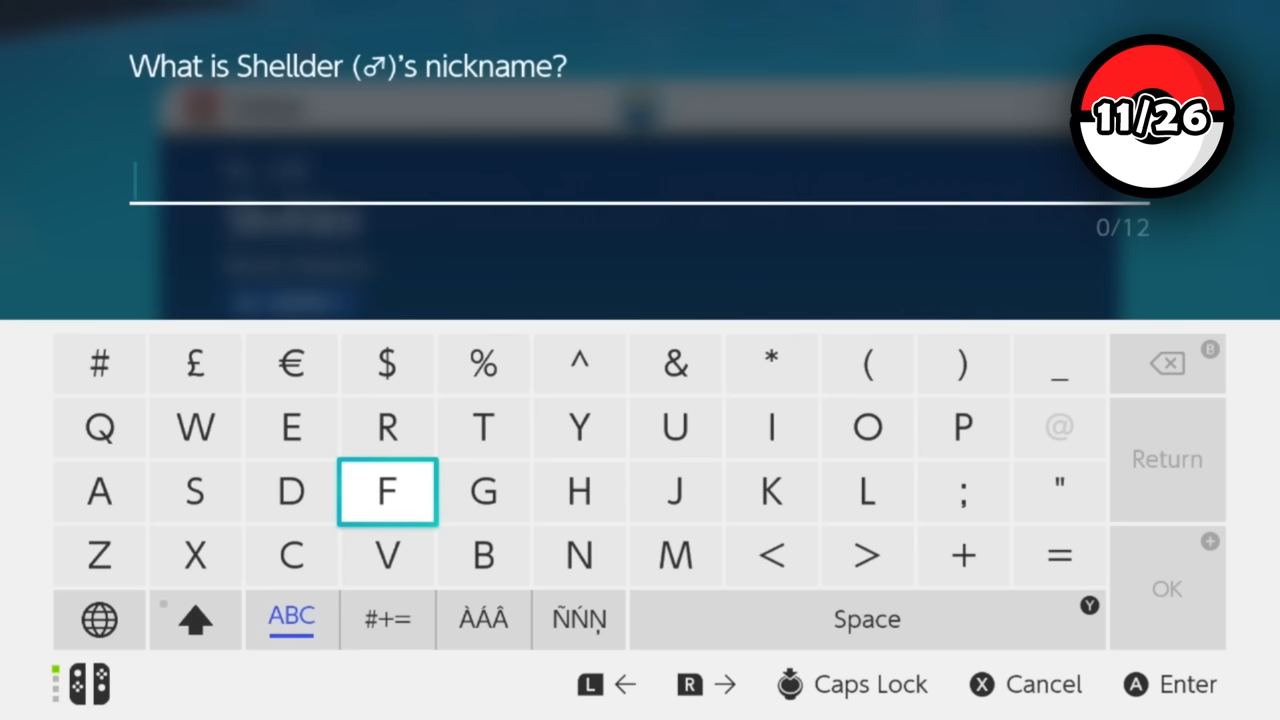 What is Shellder (♂)'s nickname?
11/26
0/12
# £ € $ % ^ & * ( ) _ B
Q W E R T Y U I O P @ Return
A S D F G H J K L ; "
Z X C V B N M < > + = + OK
ABC #+= ÀÁÂ ÑŃŅ Space Y
L ← R → Caps Lock X Cancel A Enter